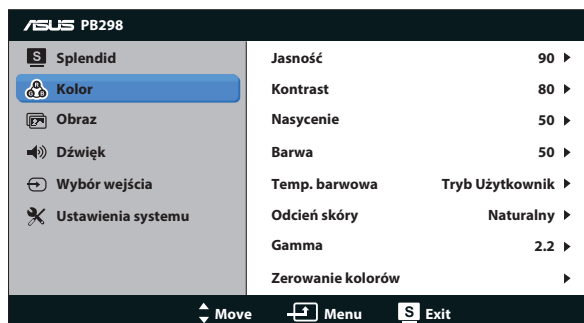 ASUS PB298
S Splendid
Kolor
Obraz
Dźwięk
Wybór wejścia
Ustawienia systemu
Jasność 90
Kontrast 80
Nasycenie 50
Barwa 50
Temp. barwowa Tryb Użytkownik
Odcień skóry Naturalny
Gamma 2.2
Zerowanie kolorów
Move Menu S Exit